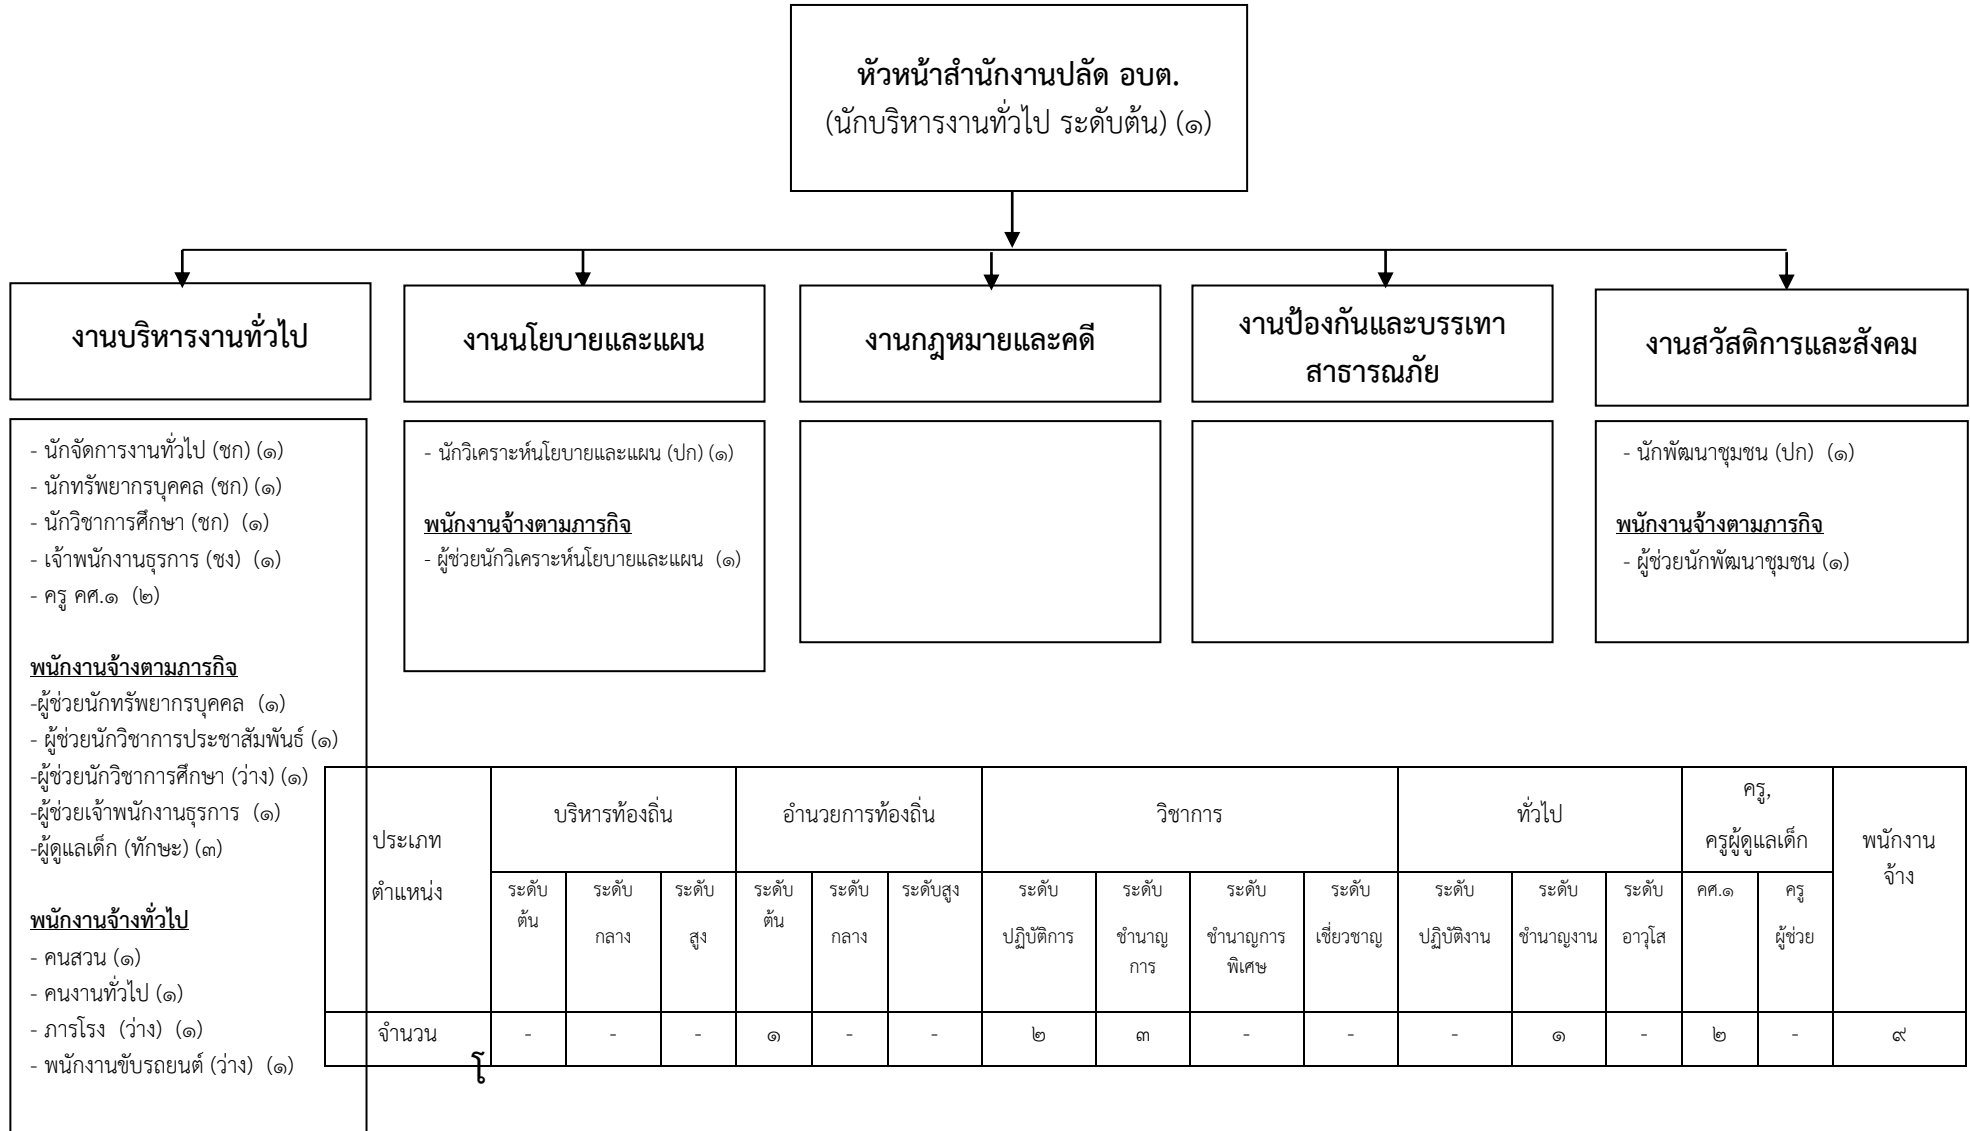 หัวหน้าสำนักงานปลัด อบต.
(นักบริหารงานทั่วไป ระดับต้น) (๑)
งานบริหารงานทั่วไป
งานนโยบายและแผน
งานกฎหมายและคดี
งานป้องกันและบรรเทา
สาธารณภัย
งานสวัสดิการและสังคม
- นักจัดการงานทั่วไป (ชก) (๑)
- นักทรัพยากรบุคคล (ชก) (๑)
- นักวิชาการศึกษา (ชก) (๑)
- เจ้าพนักงานธุรการ (ชง) (๑)
- ครู คศ.๑ (๒)
พนักงานจ้างตามภารกิจ
-ผู้ช่วยนักทรัพยากรบุคคล (๑)
- ผู้ช่วยนักวิชาการประชาสัมพันธ์ (๑)
-ผู้ช่วยนักวิชาการศึกษา (ว่าง) (๑)
-ผู้ช่วยเจ้าพนักงานธุรการ (๑)
-ผู้ดูแลเด็ก (ทักษะ) (๓)
พนักงานจ้างทั่วไป
- คนสวน (๑)
- คนงานทั่วไป (๑)
- ภารโรง (ว่าง) (๑)
- พนักงานขับรถยนต์ (ว่าง) (๑)
- นักวิเคราะห์นโยบายและแผน (ปก) (๑)
พนักงานจ้างตามภารกิจ
- ผู้ช่วยนักวิเคราะห์นโยบายและแผน (๑)
- นักพัฒนาชุมชน (ปก) (๑)
พนักงานจ้างตามภารกิจ
- ผู้ช่วยนักพัฒนาชุมชน (๑)
ประเภท
ตำแหน่ง
บริหารท้องถิ่น
อำนวยการท้องถิ่น
วิชาการ
ทั่วไป
ครู,
ครูผู้ดูแลเด็ก
พนักงาน
จ้าง
ระดับ
ต้น
ระดับ
กลาง
ระดับ
สูง
ระดับ
ต้น
ระดับ
กลาง
ระดับสูง
ระดับ
ปฏิบัติการ
ระดับ
ชำนาญ
การ
ระดับ
ชำนาญการ
พิเศษ
ระดับ
เชี่ยวชาญ
ระดับ
ปฏิบัติงาน
ระดับ
ชำนาญงาน
ระดับ
อาวุโส
คศ.๑
ครู
ผู้ช่วย
จำนวน - - - ๑ - - ๒ ๓ - - - ๑ - ๒ - ๙
โ